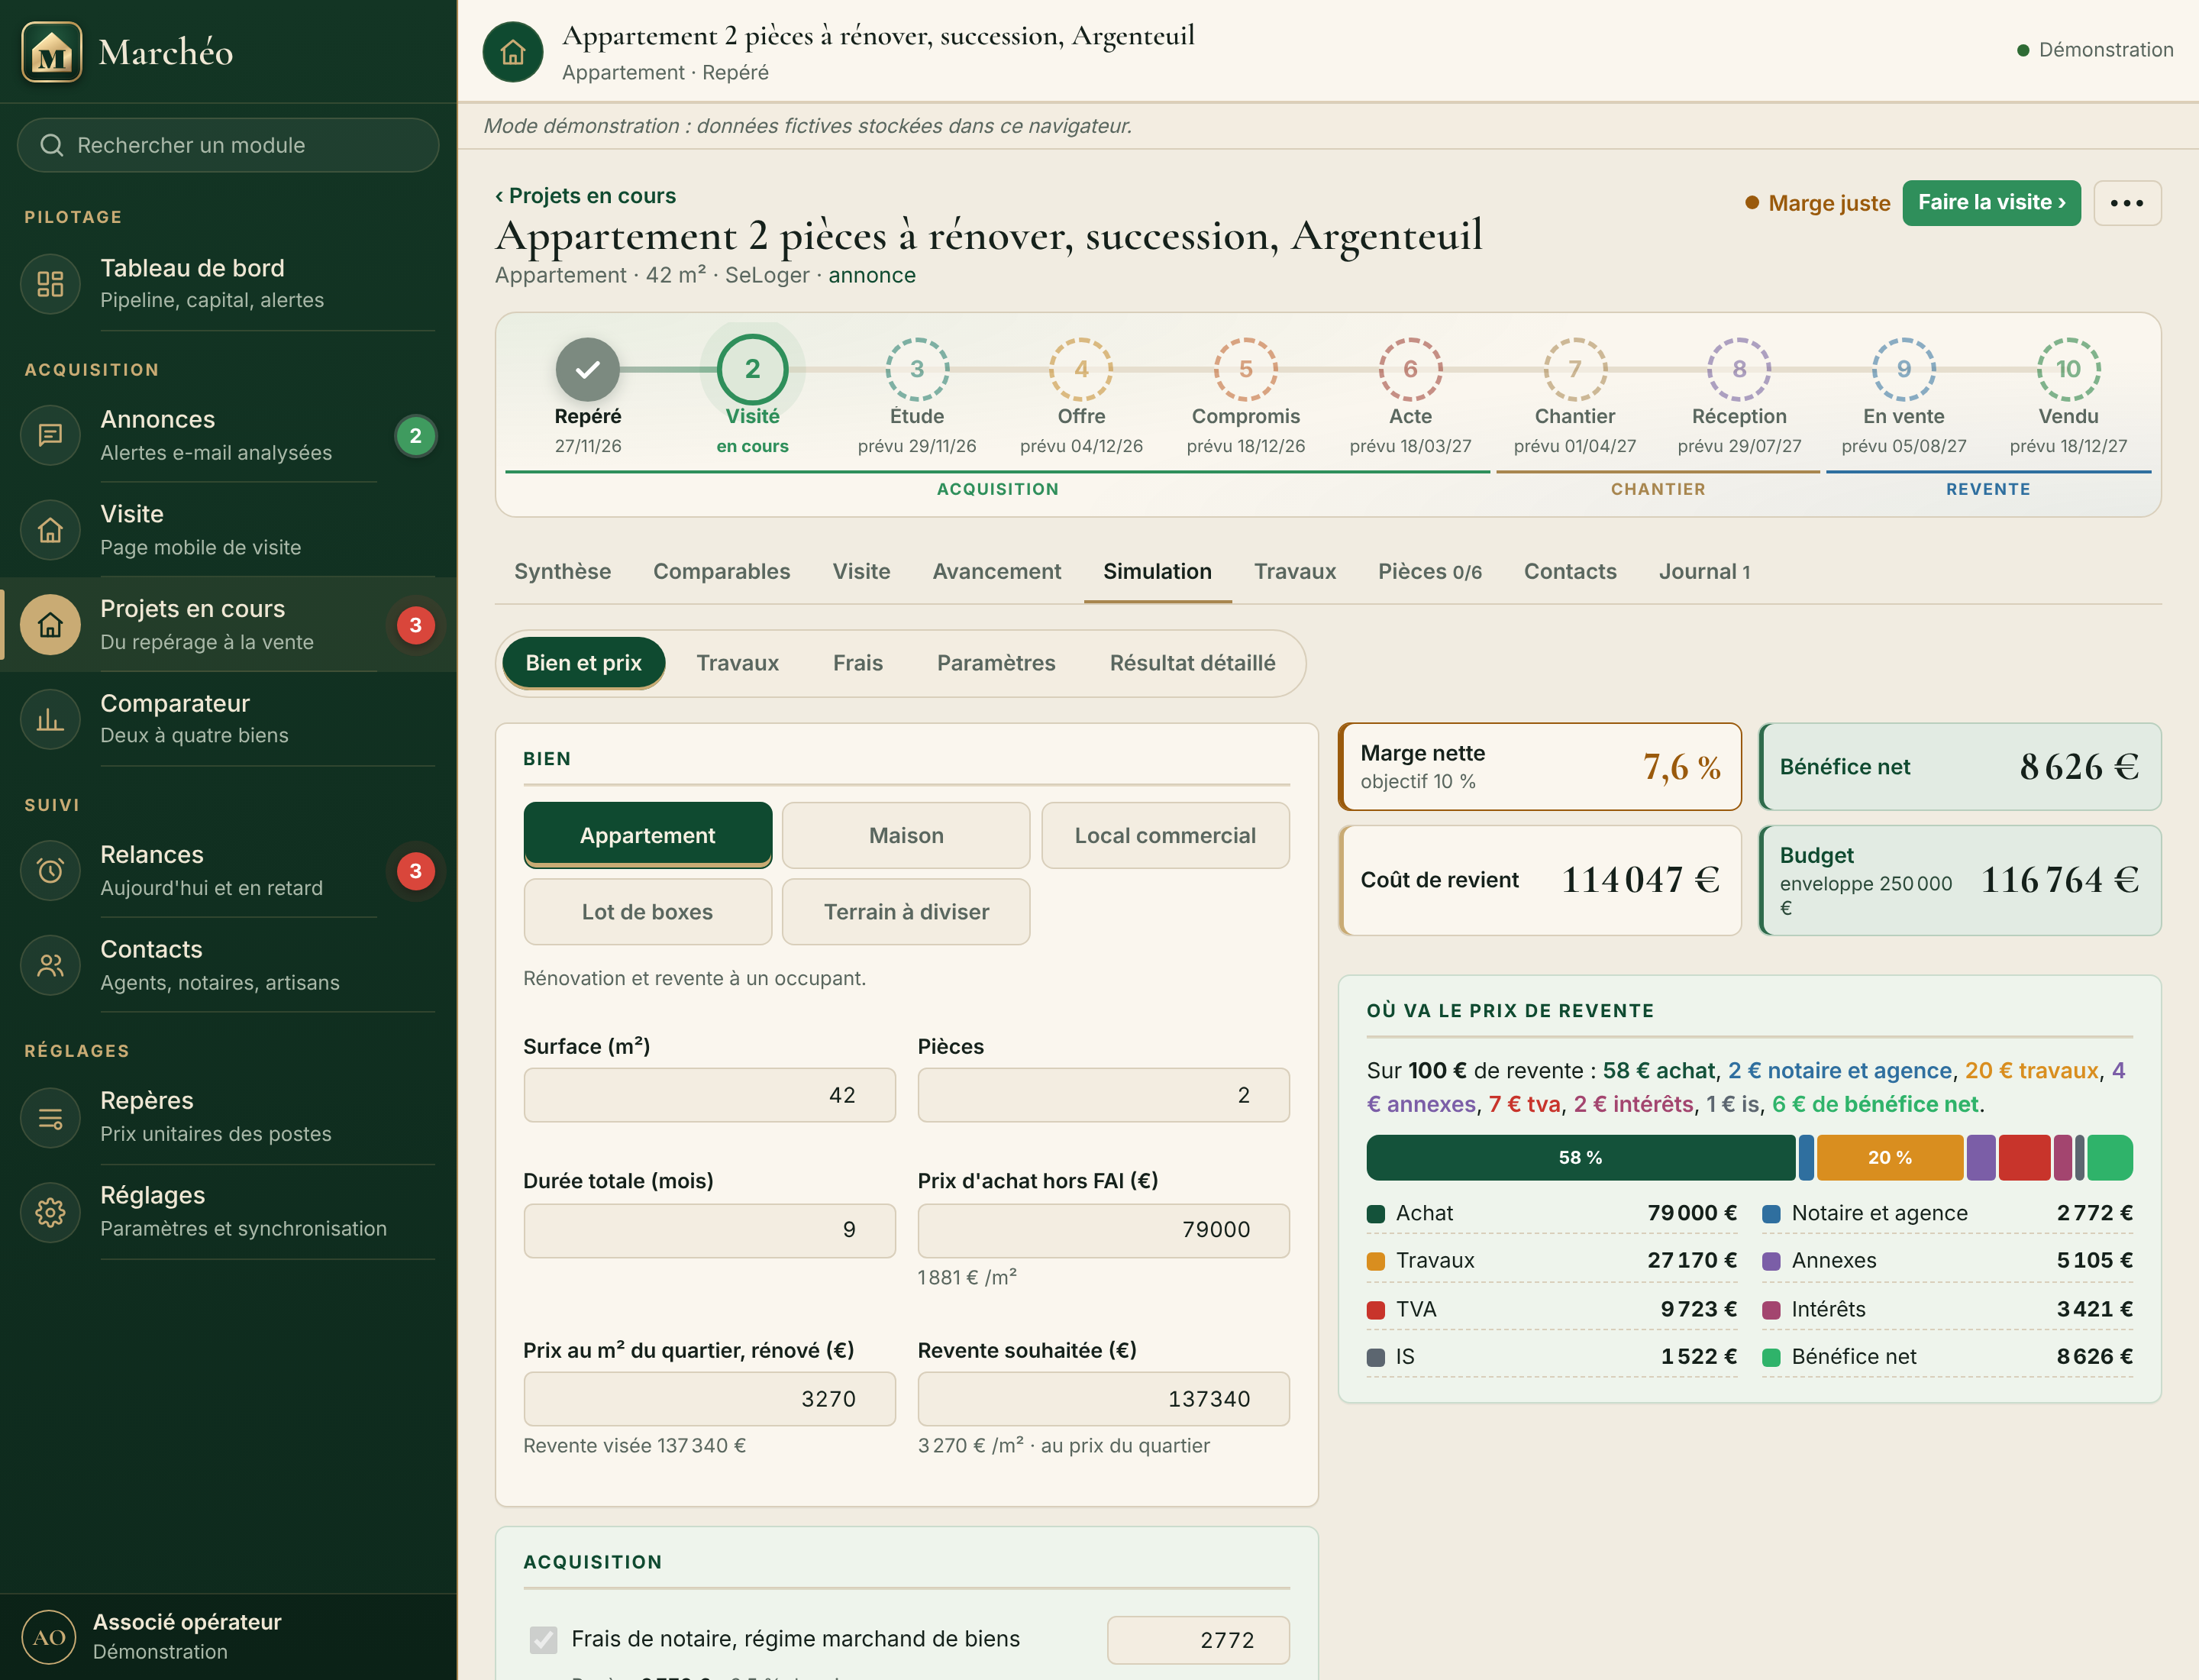 M
Marchéo
Rechercher un module
PILOTAGE
Tableau de bord
Pipeline, capital, alertes
ACQUISITION
Annonces
Alertes e-mail analysées
2
Visite
Page mobile de visite
Projets en cours
Du repérage à la vente
3
Comparateur
Deux à quatre biens
SUIVI
Relances
Aujourd'hui et en retard
3
Contacts
Agents, notaires, artisans
RÉGLAGES
Repères
Prix unitaires des postes
Réglages
Paramètres et synchronisation
AO
Associé opérateur
Démonstration
Appartement 2 pièces à rénover, succession, Argenteuil
Appartement · Repéré
Démonstration
Mode démonstration : données fictives stockées dans ce navigateur.
‹ Projets en cours
Appartement 2 pièces à rénover, succession, Argenteuil
Appartement · 42 m² · SeLoger · annonce
Marge juste
Faire la visite ›
2 3 4 5 6 7 8 9 10
Repéré Visité Étude Offre Compromis Acte Chantier Réception En vente Vendu
27/11/26 en cours prévu 29/11/26 prévu 04/12/26 prévu 18/12/26 prévu 18/03/27 prévu 01/04/27 prévu 29/07/27 prévu 05/08/27 prévu 18/12/27
ACQUISITION CHANTIER REVENTE
Synthèse Comparables Visite Avancement Simulation Travaux Pièces 0/6 Contacts Journal 1
Bien et prix Travaux Frais Paramètres Résultat détaillé
BIEN
Appartement Maison Local commercial
Lot de boxes Terrain à diviser
Rénovation et revente à un occupant.
Surface (m²) Pièces
42 2
Durée totale (mois) Prix d'achat hors FAI (€)
9 79000
1 881 € /m²
Prix au m² du quartier, rénové (€) Revente souhaitée (€)
3270 137340
Revente visée 137 340 € 3 270 € /m² · au prix du quartier
ACQUISITION
Frais de notaire, régime marchand de biens 2772
Marge nette
objectif 10 %
7,6 %
Bénéfice net 8 626 €
Coût de revient 114 047 €
Budget
enveloppe 250 000
€
116 764 €
OÙ VA LE PRIX DE REVENTE
Sur 100 € de revente : 58 € achat, 2 € notaire et agence, 20 € travaux, 4
€ annexes, 7 € tva, 2 € intérêts, 1 € is, 6 € de bénéfice net.
58 % 20 %
Achat 79 000 € Notaire et agence 2 772 €
Travaux 27 170 € Annexes 5 105 €
TVA 9 723 € Intérêts 3 421 €
IS 1 522 € Bénéfice net 8 626 €